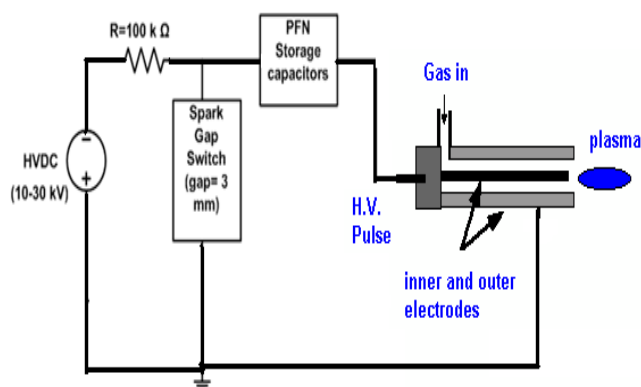 R=100 k Ω
PFN
Storage
capacitors
Gas in
plasma
HVDC
(10-30 kV)
Spark
Gap
Switch
(gap= 3
mm)
H.V.
Pulse
inner and outer
electrodes